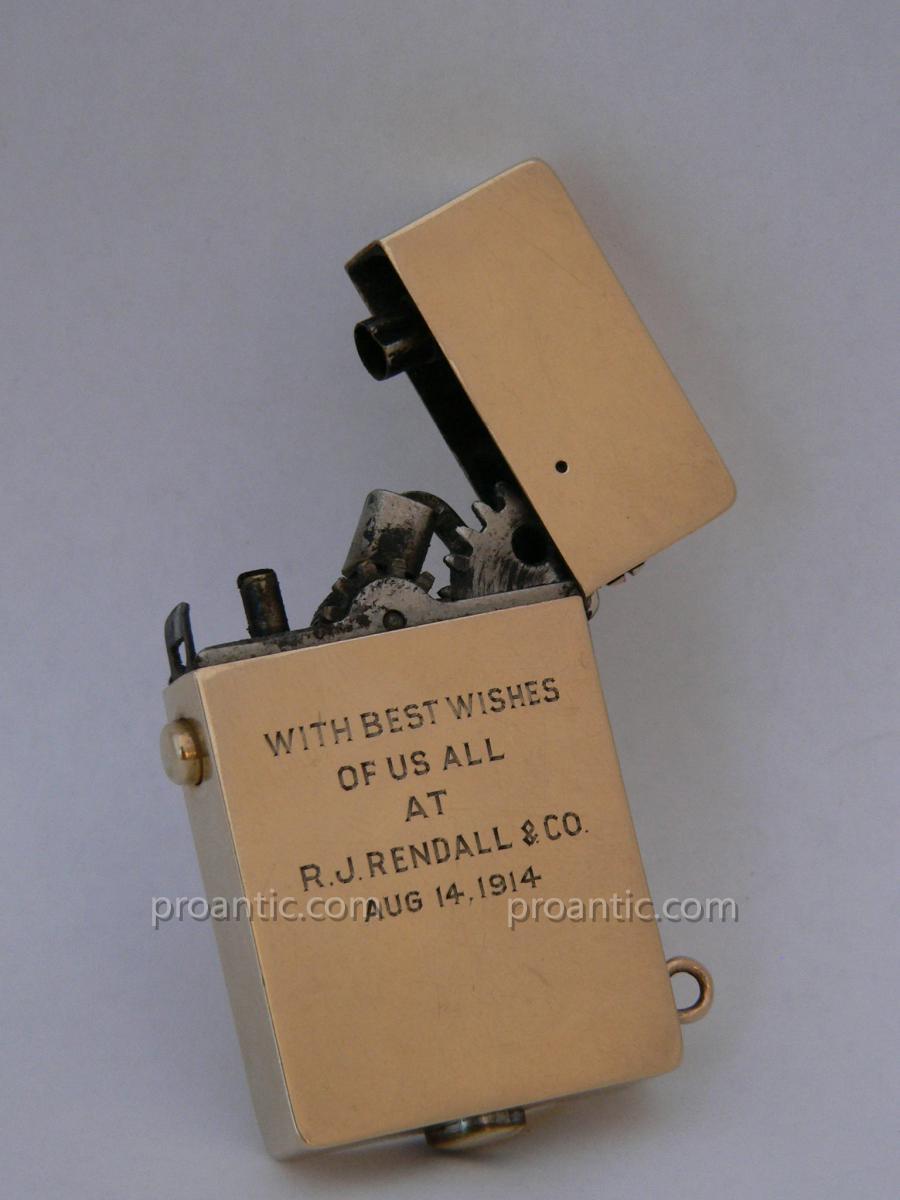 WITH BEST WISHES
OF US ALL
AT
R.J. RENDALL & CO.
AUG 14, 1914
proantic.com proantic.com